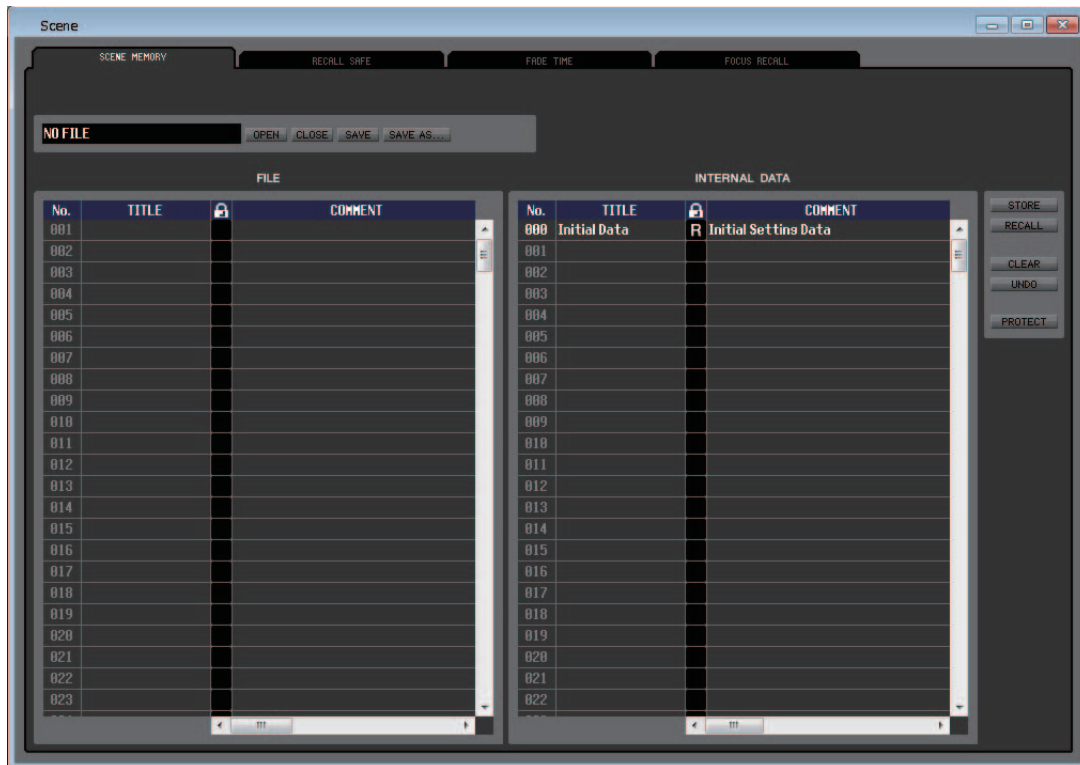 Scene
SCENE MEMORY RECALL SAFE FADE TIME FOCUS RECALL
NO FILE OPEN CLOSE SAVE SAVE AS...
FILE INTERNAL DATA
No. TITLE COMMENT No. TITLE COMMENT STORE
001 000 Initial Data R Initial Setting Data RECALL
002 001
003 002 CLEAR
004 003 UNDO
005 004
006 005 PROTECT
007 006
008 007
009 008
010 009
011 010
012 011
013 012
014 013
015 014
016 015
017 016
018 017
019 018
020 019
021 020
022 021
023 022